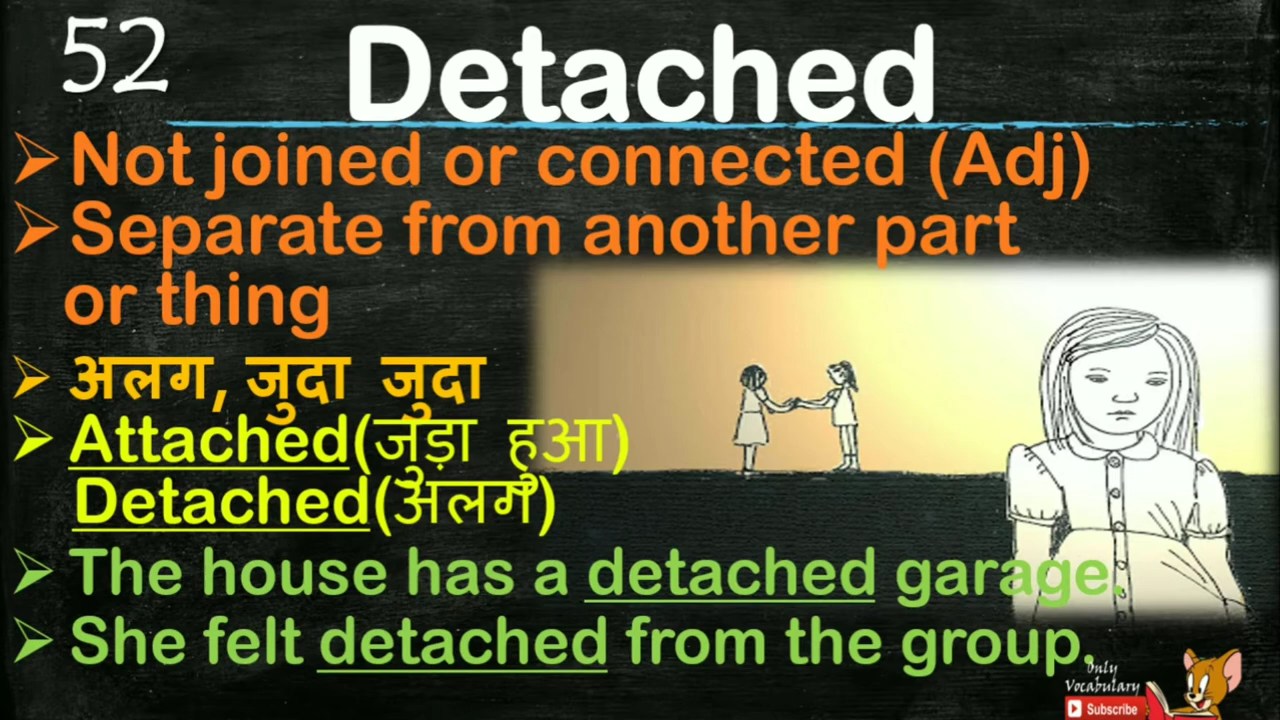 52
Detached
➢ Not joined or connected (Adj)
➢ Separate from another part
or thing
➢ अलग, जुदा जुदा
➢ Attached(जुड़ा हुआ)
Detached(अलग)
➢ The house has a detached garage.
➢ She felt detached from the group.
Only
Vocabulary
Subscribe